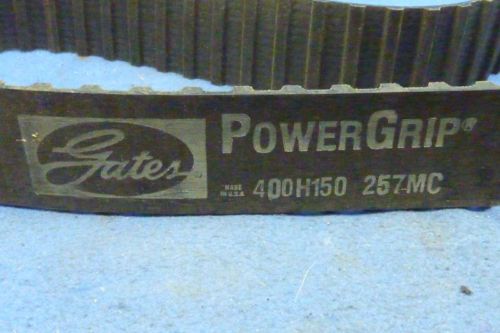 Gates
POWERGRIP®
MADE
IN U.S.A
400H150 257MC